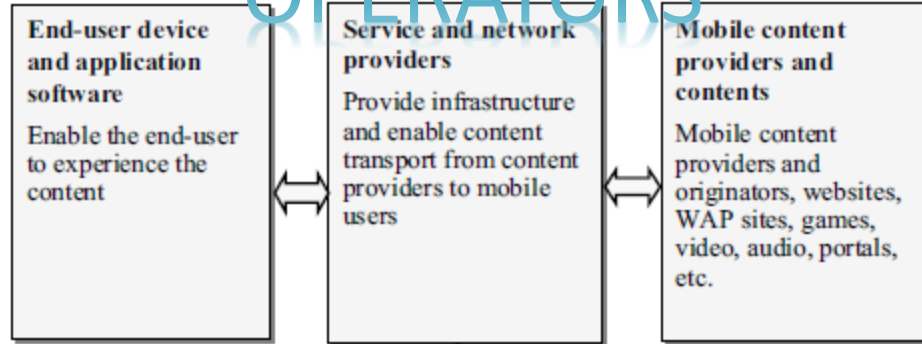 OPERATORS
End-user device
and application
software
Enable the end-user
to experience the
content
Service and network
providers
Provide infrastructure
and enable content
transport from content
providers to mobile
users
Mobile content
providers and
contents
Mobile content
providers and
originators, websites,
WAP sites, games,
video, audio, portals,
etc.